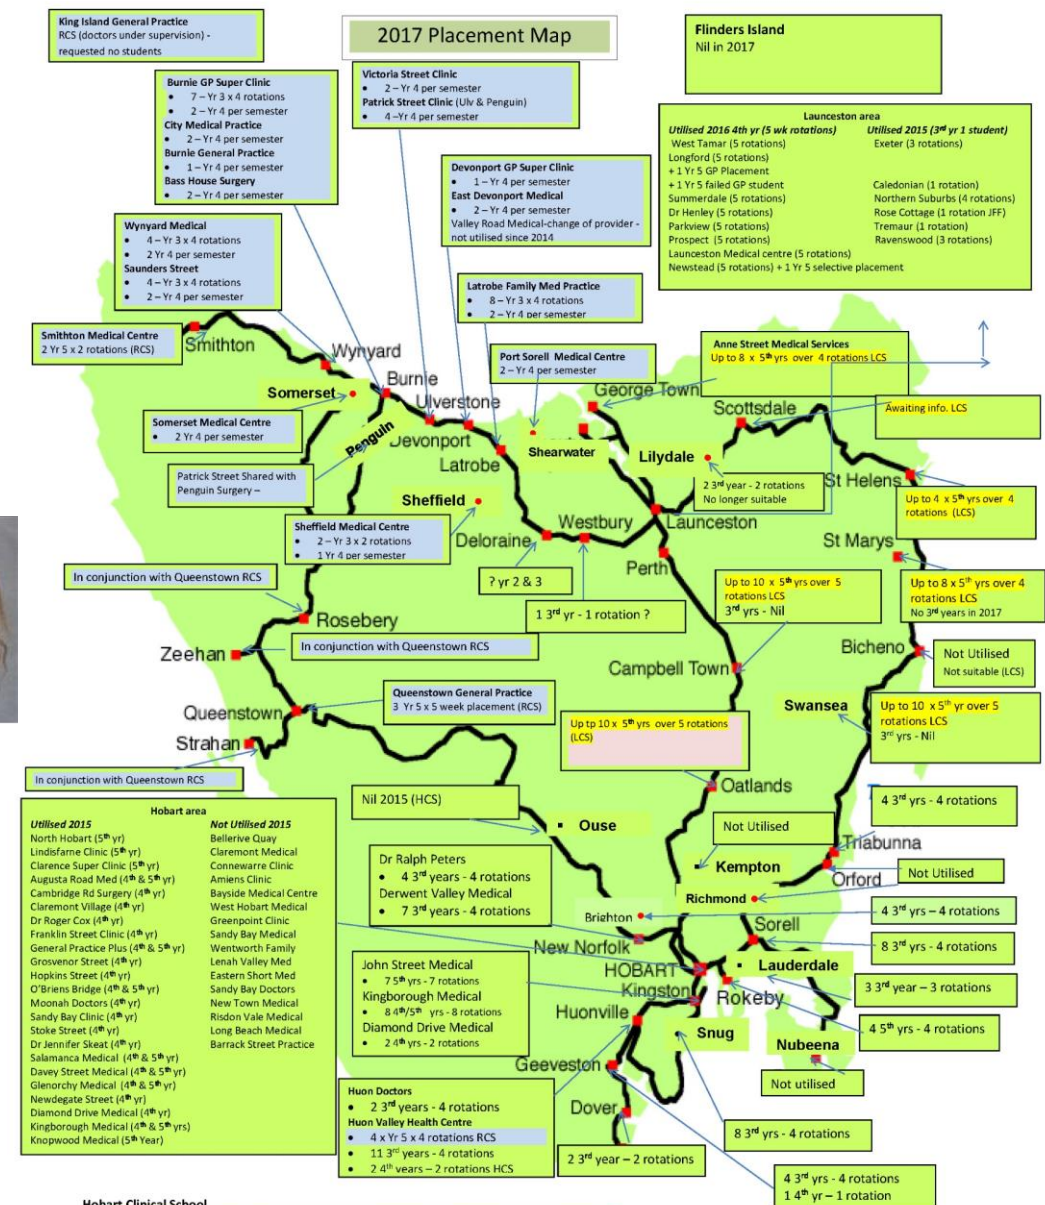 King Island General Practice
RCS (doctors under supervision) -
requested no students
2017 Placement Map
Flinders Island
Nil in 2017
Burnie GP Super Clinic
• 7 – Yr 3 x 4 rotations
• 2 – Yr 4 per semester
City Medical Practice
• 2 – Yr 4 per semester
Burnie General Practice
• 1 – Yr 4 per semester
Bass House Surgery
• 2 – Yr 4 per semester
Victoria Street Clinic
• 2 – Yr 4 per semester
Patrick Street Clinic (Ulv & Penguin)
• 4 –Yr 4 per semester
Devonport GP Super Clinic
• 1 – Yr 4 per semester
East Devonport Medical
• 2 – Yr 4 per semester
Valley Road Medical-change of provider -
not utilised since 2014
Launceston area
Utilised 2016 4th yr (5 wk rotations) Utilised 2015 (3rd yr 1 student)
West Tamar (5 rotations) Exeter (3 rotations)
Longford (5 rotations)
+ 1 Yr 5 GP Placement
+ 1 Yr 5 failed GP student Caledonian (1 rotation)
Summerdale (5 rotations) Northern Suburbs (4 rotations)
Dr Henley (5 rotations) Rose Cottage (1 rotation JFF)
Parkview (5 rotations) Tremaur (1 rotation)
Prospect (5 rotations) Ravenswood (3 rotations)
Launceston Medical centre (5 rotations)
Newstead (5 rotations) + 1 Yr 5 selective placement
Wynyard Medical
• 4 – Yr 3 x 4 rotations
• 2 Yr 4 per semester
Saunders Street
• 4 – Yr 3 x 4 rotations
• 2 – Yr 4 per semester
Latrobe Family Med Practice
• 8 – Yr 3 x 4 rotations
• 2 – Yr 4 per semester
Smithton Medical Centre
2 Yr 5 x 2 rotations (RCS)
Smithton
Wynyard
Port Sorell Medical Centre
2 – Yr 4 per semester
Anne Street Medical Services
Up to 8 x 5th yrs over 4 rotations LCS
Somerset
Burnie
Ulverstone
George Town
Scottsdale
Awaiting info. LCS
Somerset Medical Centre
• 2 Yr 4 per semester
Penguin
Devonport
Latrobe
Shearwater
Lilydale
2 3rd year - 2 rotations
No longer suitable
St Helens
Up to 4 x 5th yrs over 4
rotations (LCS)
Patrick Street Shared with
Penguin Surgery –
Sheffield
Sheffield Medical Centre
• 2 – Yr 3 x 2 rotations
• 1 Yr 4 per semester
Deloraine
Westbury
Launceston
Perth
St Marys
Up to 8 x 5th yrs over 4
rotations LCS
No 3rd years in 2017
? yr 2 & 3
1 3rd yr - 1 rotation ?
Up to 10 x 5th yrs over 5
rotations LCS
3rd yrs - Nil
In conjunction with Queenstown RCS
Rosebery
Zeehan
In conjunction with Queenstown RCS
Campbell Town
Bicheno
Not Utilised
Not suitable (LCS)
Queenstown
Queenstown General Practice
3 Yr 5 x 5 week placement (RCS)
Swansea
Up to 10 x 5th yr over 5
rotations LCS
3rd yrs - Nil
Strahan
Up tp 10 x 5th yrs over 5 rotations
(LCS)
In conjunction with Queenstown RCS
Oatlands
4 3rd yrs - 4 rotations
Nil 2015 (HCS)
Ouse
Not Utilised
Triabunna
Kempton
Orford
Not Utilised
Hobart area
Utilised 2015 Not Utilised 2015
North Hobart (5th yr) Bellerive Quay
Lindisfarne Clinic (5th yr) Claremont Medical
Clarence Super Clinic (5th yr) Connewarre Clinic
Augusta Road Med (4th & 5th yr) Amiens Clinic
Cambridge Rd Surgery (4th yr) Bayside Medical Centre
Claremont Village (4th yr) West Hobart Medical
Dr Roger Cox (4th yr) Greenpoint Clinic
Franklin Street Clinic (4th yr) Sandy Bay Medical
General Practice Plus (4th & 5th yr) Wentworth Family
Grosvenor Street (4th yr) Lenah Valley Med
Hopkins Street (4th yr) Eastern Short Med
O'Briens Bridge (4th & 5th yr) Sandy Bay Doctors
Moonah Doctors (4th yr) New Town Medical
Sandy Bay Clinic (4th yr) Risdon Vale Medical
Stoke Street (4th yr) Long Beach Medical
Dr Jennifer Skeat (4th yr) Barrack Street Practice
Salamanca Medical (4th & 5th yr)
Davey Street Medical (4th & 5th yr)
Glenorchy Medical (4th & 5th yr)
Newdegate Street (4th yr)
Diamond Drive Medical (4th yr)
Kingborough Medical (4th & 5th yrs)
Knopwood Medical (5th Year)
Dr Ralph Peters
• 4 3rd years - 4 rotations
Derwent Valley Medical
• 7 3rd years - 4 rotations
Richmond
Brighton
4 3rd yrs – 4 rotations
New Norfolk
Sorell
8 3rd yrs - 4 rotations
John Street Medical
• 7 5th yrs - 7 rotations
Kingborough Medical
• 8 4th/5th yrs - 8 rotations
Diamond Drive Medical
• 2 4th yrs - 2 rotations
HOBART
Lauderdale
Kingston
Rokeby
3 3rd year – 3 rotations
Huonville
Snug
Nubeena
4 5th yrs - 4 rotations
Geeveston
Not utilised
Huon Doctors
• 2 3rd years - 4 rotations
Huon Valley Health Centre
• 4 x Yr 5 x 4 rotations RCS
• 11 3rd years - 4 rotations
• 2 4th years – 2 rotations HCS
Dover
8 3rd yrs - 4 rotations
2 3rd year – 2 rotations
4 3rd yrs - 4 rotations
1 4th yr – 1 rotation
Hobart Clinical School